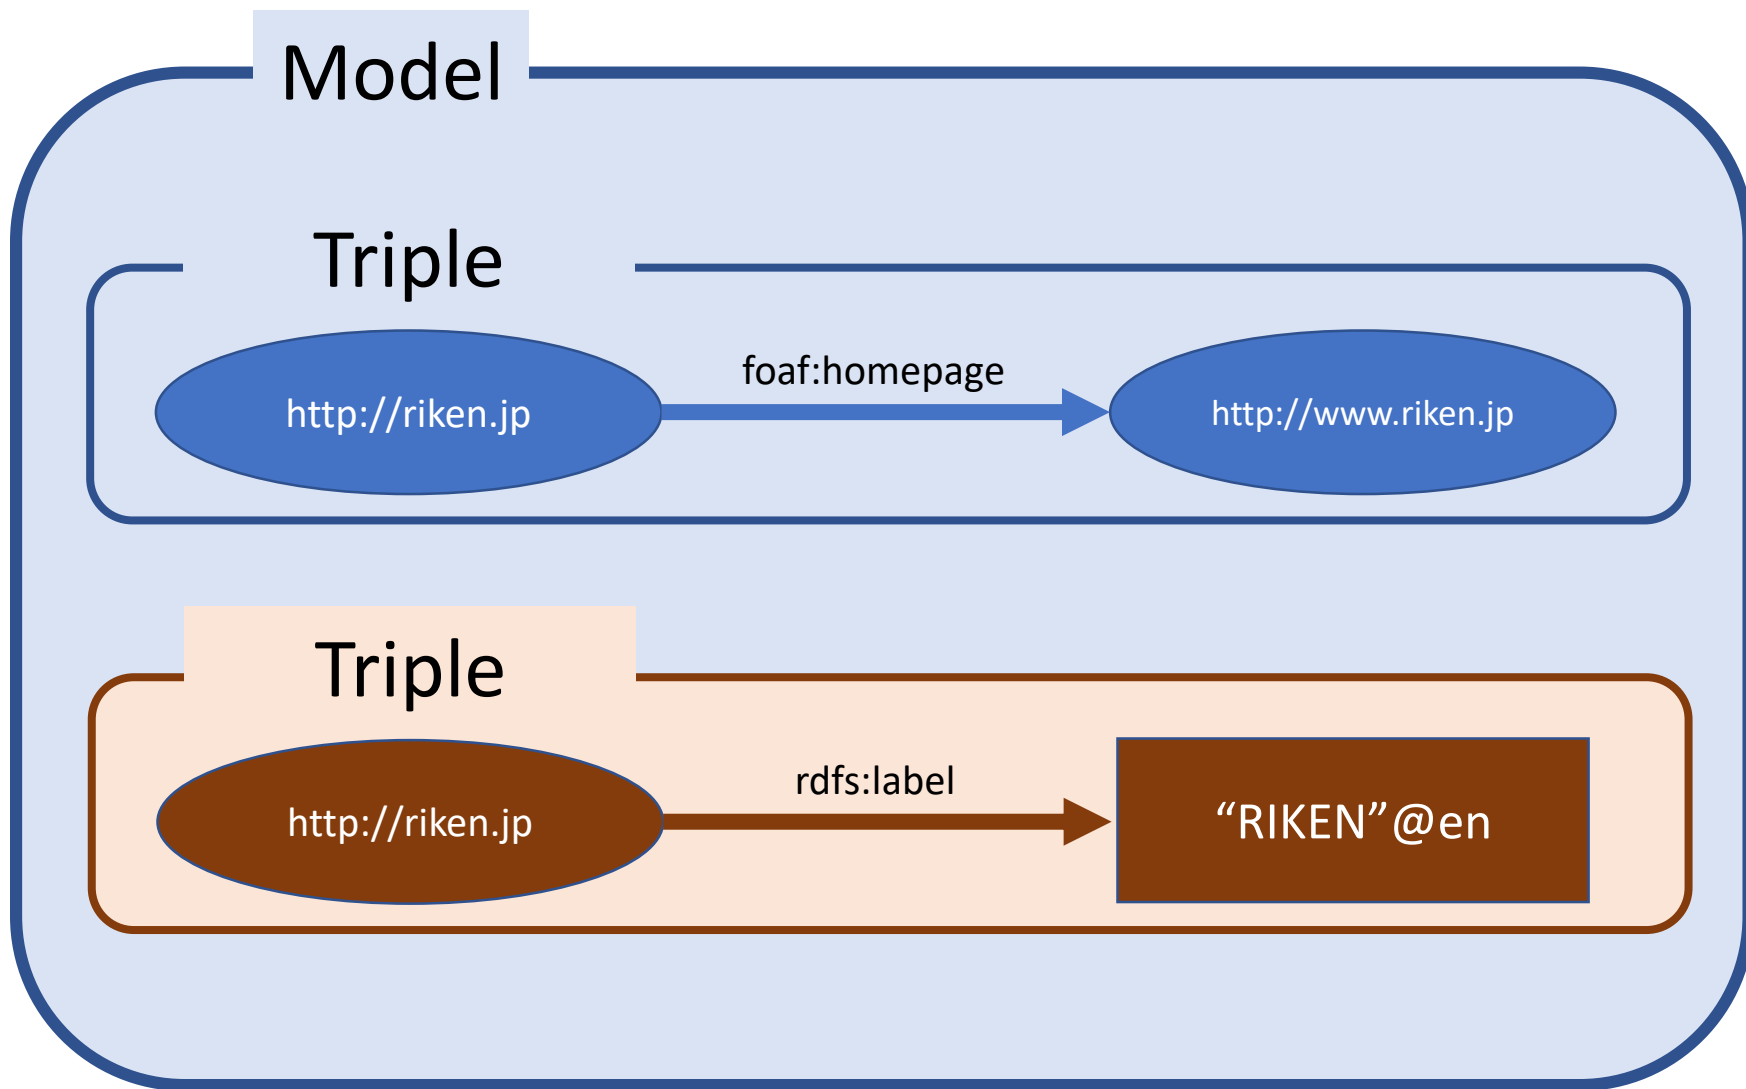 Model
Triple
foaf:homepage
http://riken.jp
http://www.riken.jp
Triple
rdfs:label
http://riken.jp
“RIKEN”@en